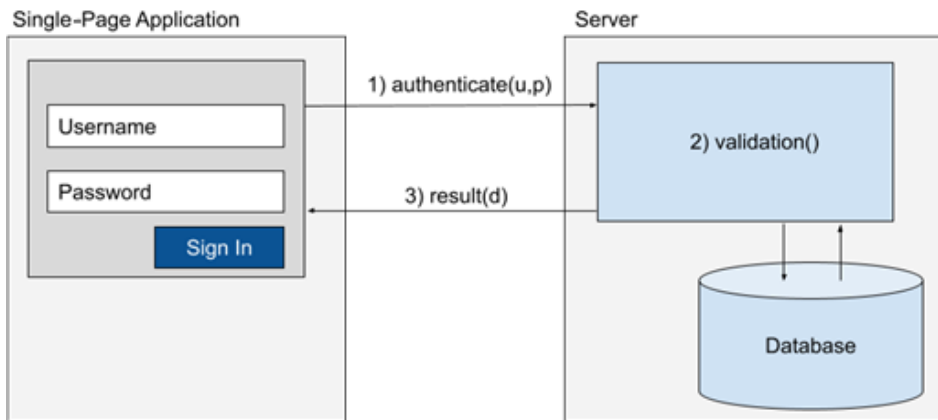 Single-Page Application
Server
1) authenticate(u,p)
Username
2) validation()
Password
3) result(d)
Sign In
Database